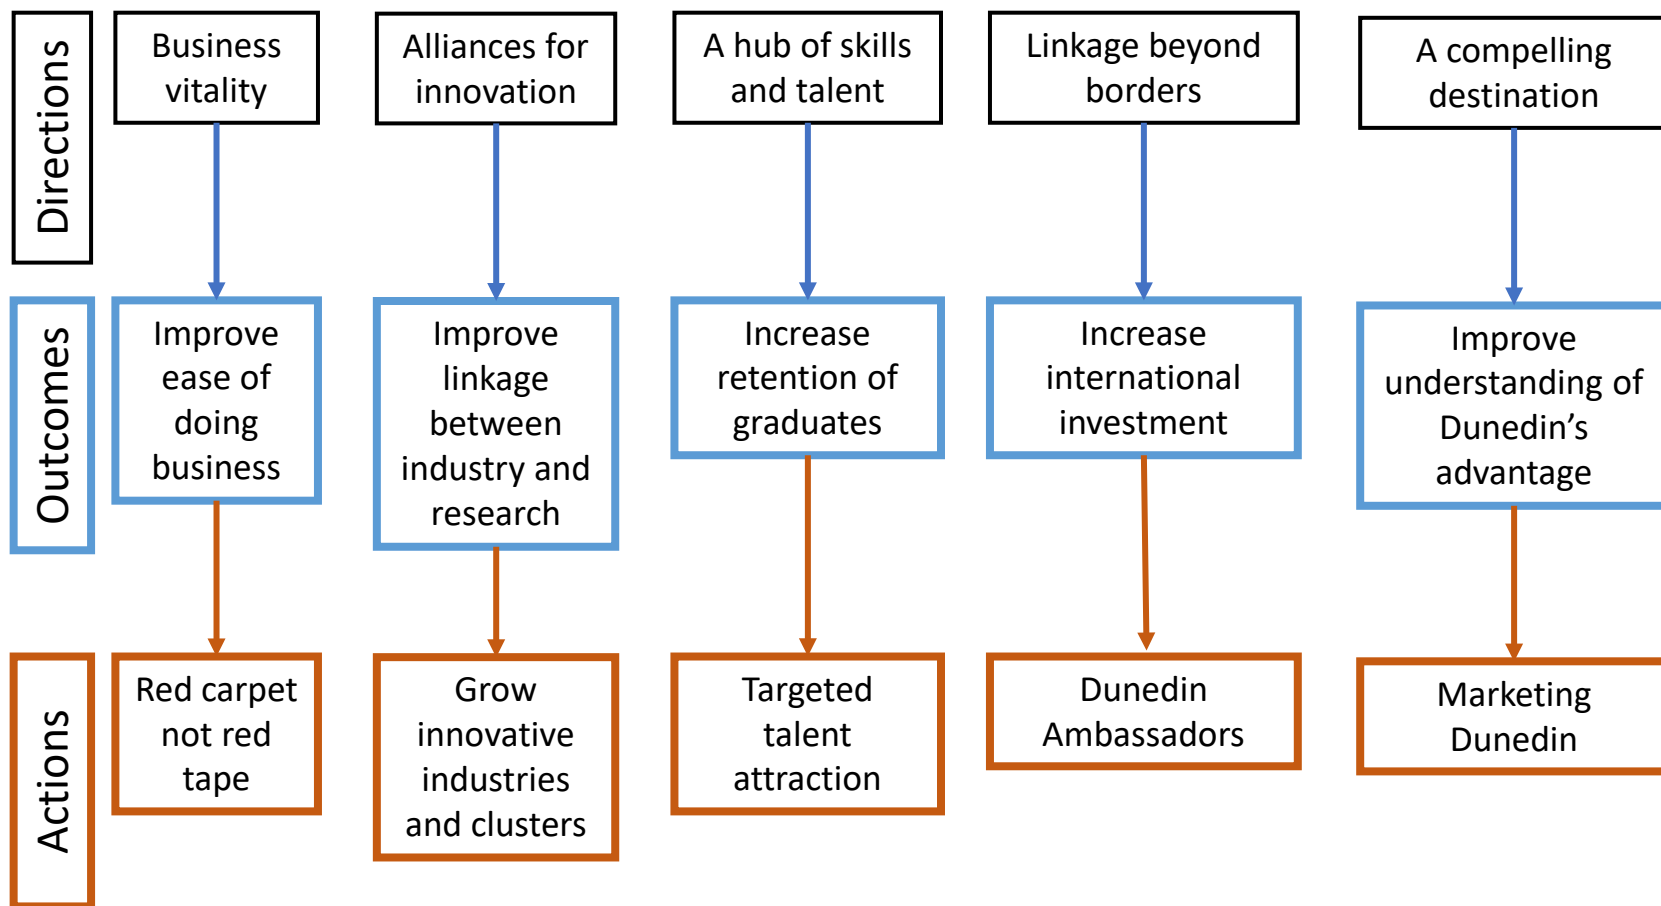 Directions
Business
vitality
Alliances for
innovation
A hub of skills
and talent
Linkage beyond
borders
A compelling
destination
Outcomes
Improve
ease of
doing
business
Improve
linkage
between
industry and
research
Increase
retention of
graduates
Increase
international
investment
Improve
understanding of
Dunedin’s
advantage
Actions
Red carpet
not red
tape
Grow
innovative
industries
and clusters
Targeted
talent
attraction
Dunedin
Ambassadors
Marketing
Dunedin